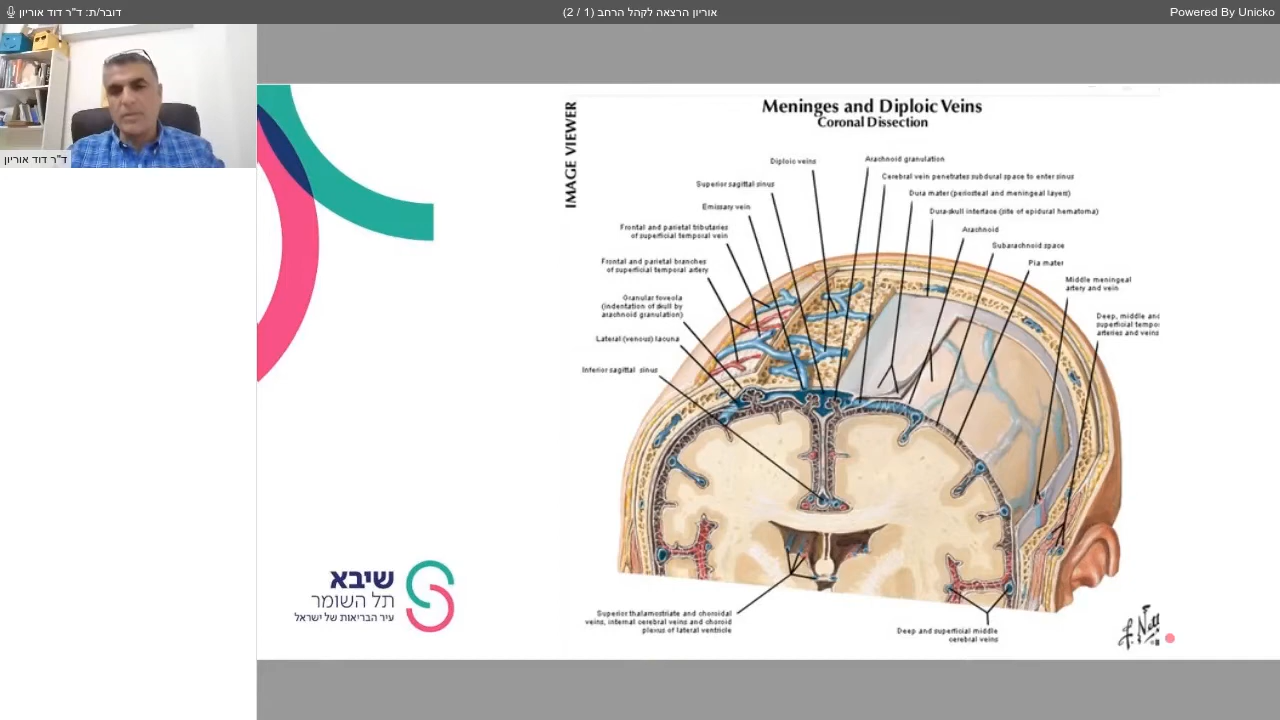 דובר/ת: ד"ר דוד אוריון
אוריון הרצאה לקהל הרחב (1 / 2)
Powered By Unicko
ד"ר דוד אוריון
IMAGE VIEWER
Meninges and Diploic Veins
Coronal Dissection
Diploic veins
Superior sagittal sinus
Emissary vein
Frontal and parietal tributaries
of superficial temporal vein
Frontal and parietal branches
of superficial temporal artery
Granular foveola
(indentation of skull by
arachnoid granulation)
Lateral (venous) lacuna
Inferior sagittal sinus
Arachnoid granulation
Cerebral vein penetrates subdural space to enter sinus
Dura mater (periosteal and meningeal layers)
Dura-skull interface (site of epidural hematoma)
Arachnoid
Subarachnoid space
Pia mater
Middle meningeal
artery and vein
Deep, middle and
superficial tempo
arteries and veins
Superior thalamostriate and choroidal
veins, internal cerebral veins and choroid
plexus of lateral ventricle
Deep and superficial middle
cerebral veins
שיבא
תל השומר
עיר הבריאות של ישראל